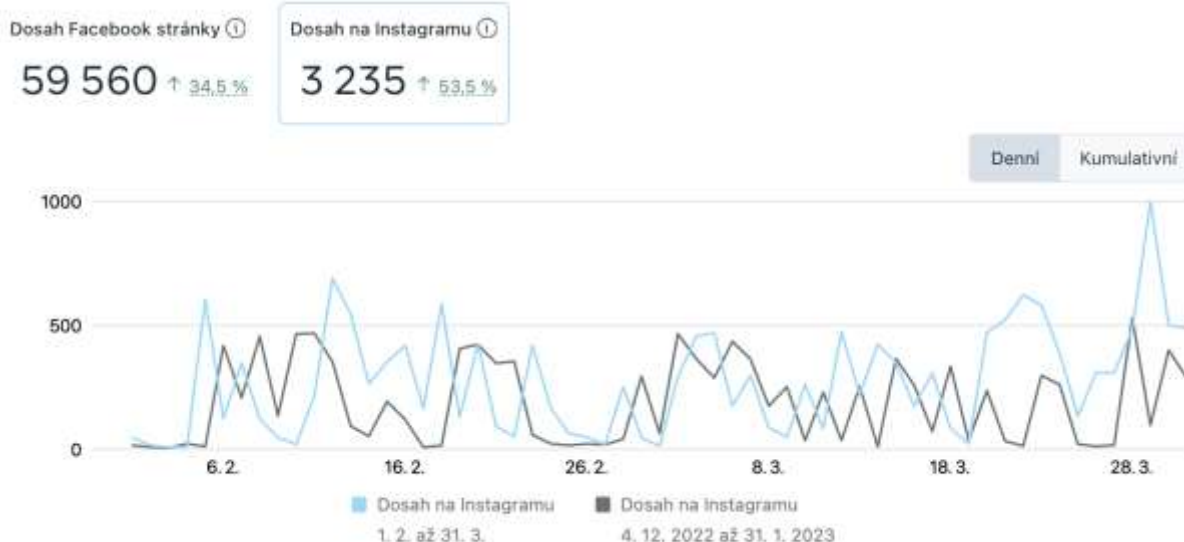 Dosah Facebook stránky
Dosah na Instagramu
59 560 ↑ 34,5 %
3 235 ↑ 53,5 %
Denní
Kumulativní
1000
500
0
6. 2.
16. 2.
26. 2.
8. 3.
18. 3.
28. 3.
Dosah na Instagramu
1. 2. až 31. 3.
Dosah na Instagramu
4. 12. 2022 až 31. 1. 2023